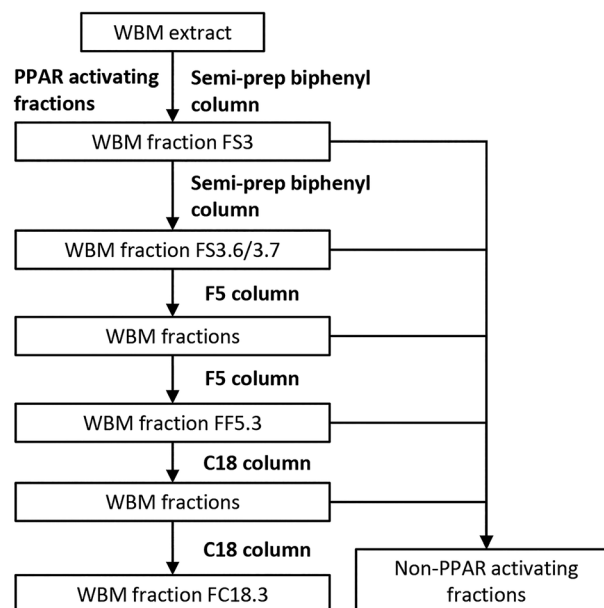 WBM extract
PPAR activating
fractions
Semi-prep biphenyl
column
WBM fraction FS3
Semi-prep biphenyl
column
WBM fraction FS3.6/3.7
F5 column
WBM fractions
F5 column
WBM fraction FF5.3
C18 column
WBM fractions
C18 column
WBM fraction FC18.3
Non-PPAR activating
fractions